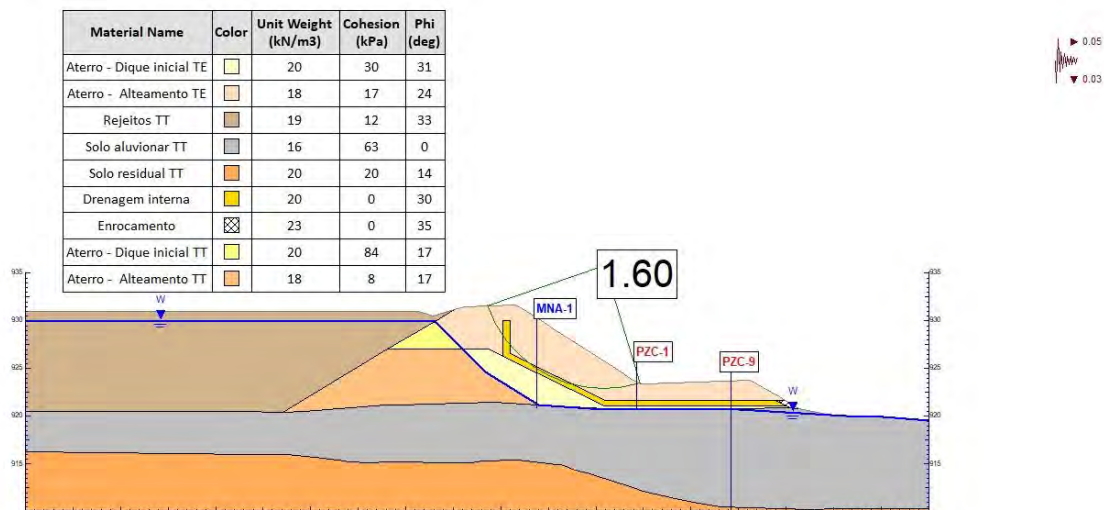 Material Name Color Unit Weight (kN/m3) Cohesion (kPa) Phi (deg)
Aterro - Dique inicial TE 20 30 31
Aterro - Alteamento TE 18 17 24
Rejeitos TT 19 12 33
Solo aluvionar TT 16 63 0
Solo residual TT 20 20 14
Drenagem interna 20 0 30
Enrocamento 23 0 35
Aterro - Dique inicial TT 20 84 17
Aterro - Alteamento TT 18 8 17
0.05
0.03
935
930
925
920
915
W
1.60
MNA-1
PZC-1
PZC-9
W
935
930
925
920
915